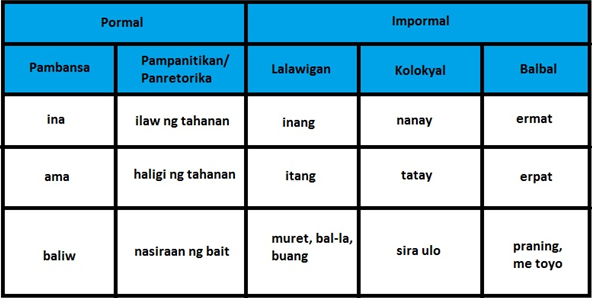 Pormal Impormal
Pambansa Pampanitikan/ Lalawigan Kolokyal Balbal
Panretorika
ina ilaw ng tahanan inang nanay ermat
ama haligi ng tahanan itang tatay erpat
baliw nasiraan ng bait muret, bal-la, sira ulo praning,
buang me toyo